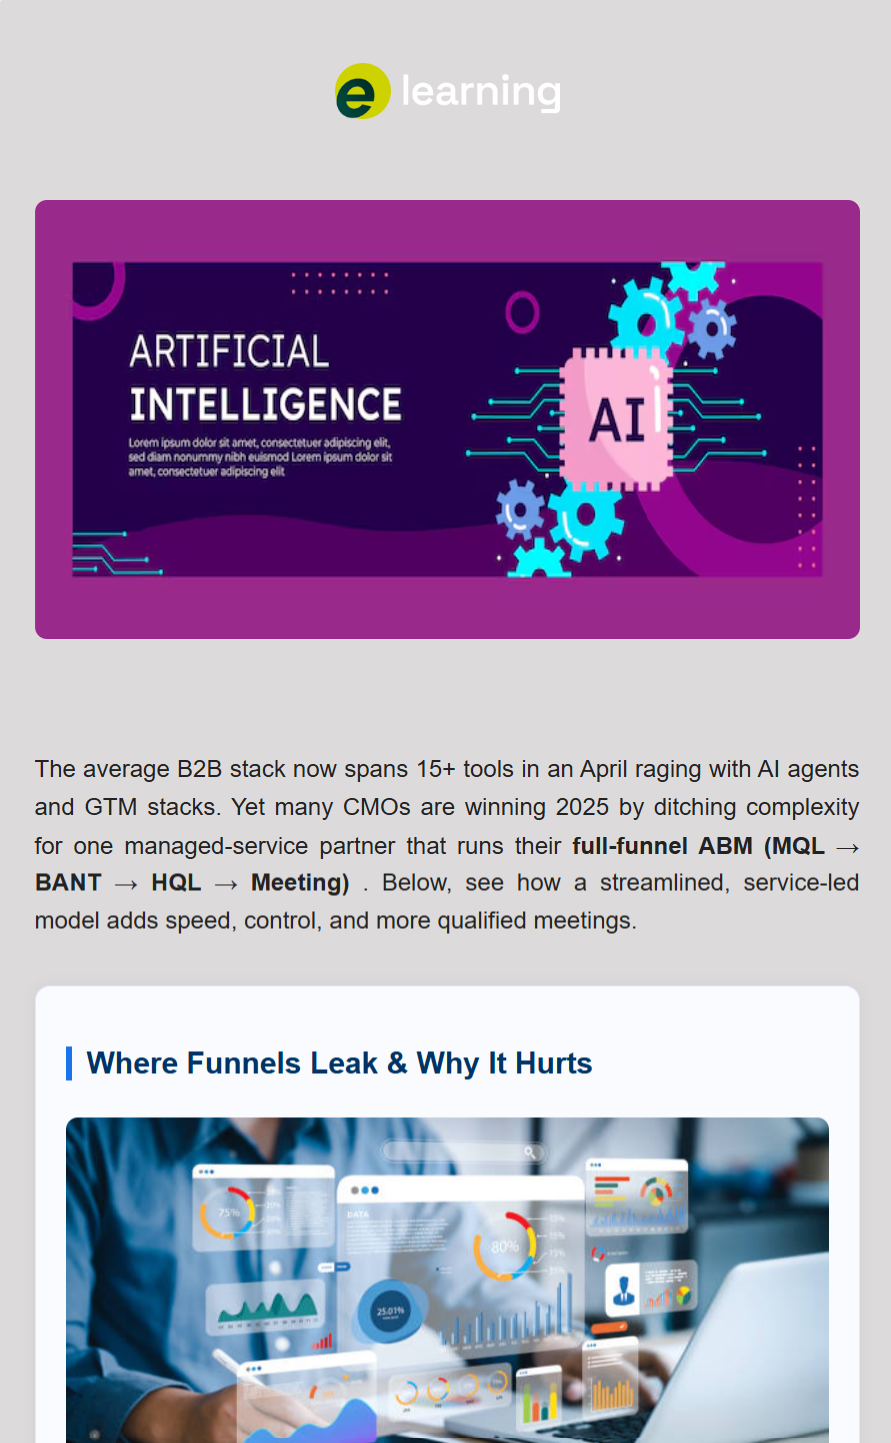 e learning
ARTIFICIAL
INTELLIGENCE
Lorem ipsum dolor sit amet, consectetuer adipiscing elit,
sed diam nonummy nibh euismod Lorem ipsum dolor sit
amet, consectetuer adipiscing elit
AI
The average B2B stack now spans 15+ tools in an April raging with AI agents
and GTM stacks. Yet many CMOs are winning 2025 by ditching complexity
for one managed-service partner that runs their full-funnel ABM (MQL →
BANT → HQL → Meeting) . Below, see how a streamlined, service-led
model adds speed, control, and more qualified meetings.
Where Funnels Leak & Why It Hurts
75%
DATA
80%
25.01%